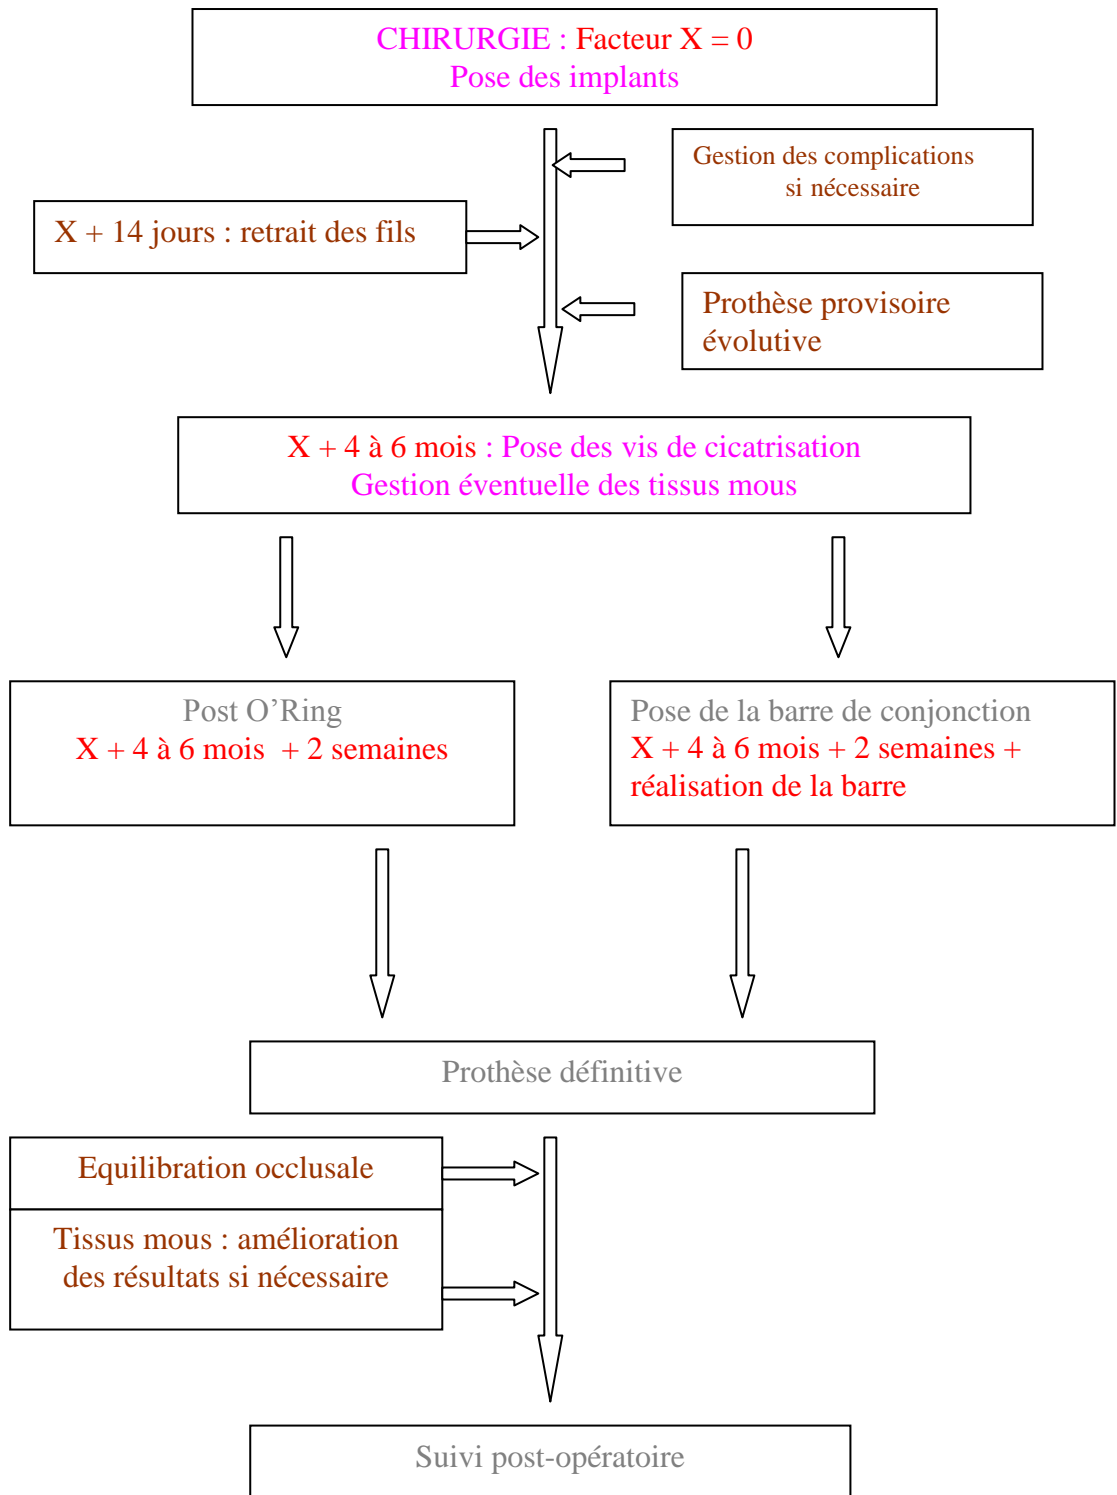 CHIRURGIE : Facteur X = 0
Pose des implants
Gestion des complications
si nécessaire
X + 14 jours : retrait des fils
Prothèse provisoire
évolutive
X + 4 à 6 mois : Pose des vis de cicatrisation
Gestion éventuelle des tissus mous
Post O’Ring
X + 4 à 6 mois + 2 semaines
Pose de la barre de conjonction
X + 4 à 6 mois + 2 semaines +
réalisation de la barre
Prothèse définitive
Equilibration occlusale
Tissus mous : amélioration
des résultats si nécessaire
Suivi post-opératoire